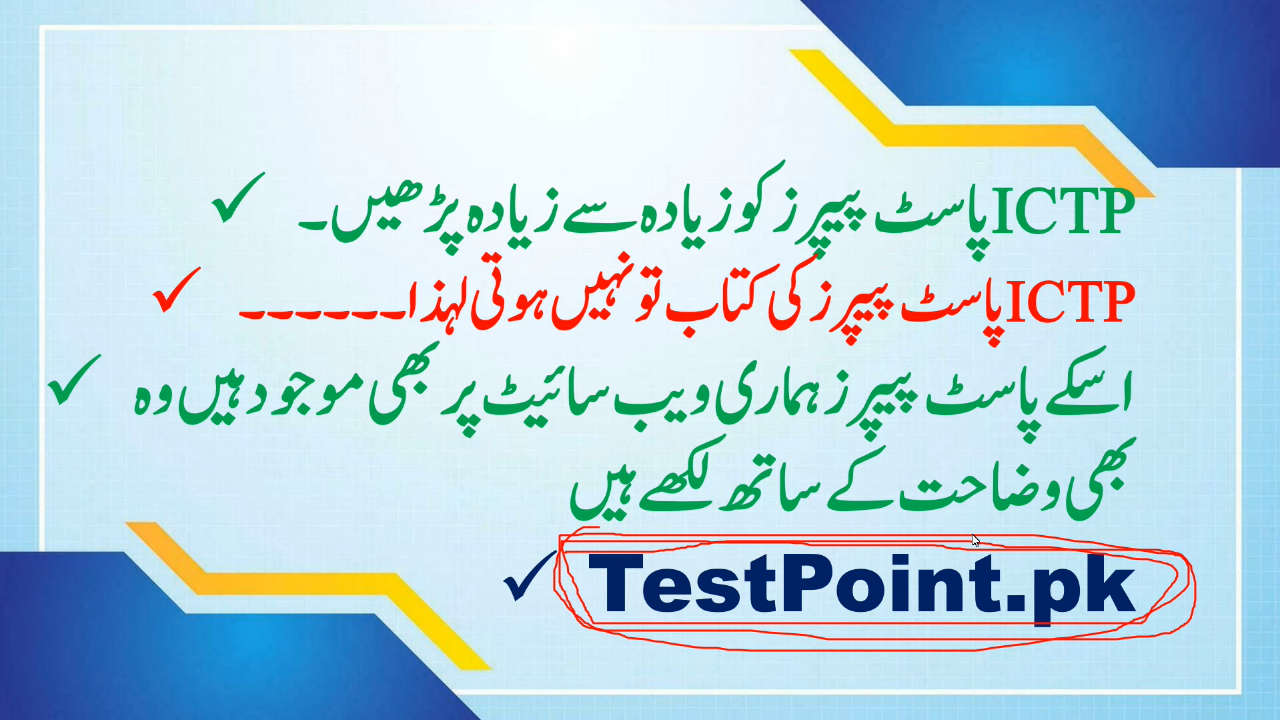 ICTP پاسٹ پیپرز کو زیادہ سے زیادہ پڑھیں۔
ICTP پاسٹ پیپرز کی کتاب تو نہیں ہوتی لہذا۔۔۔۔۔۔
اسکے پاسٹ پیپرز ہماری ویب سائیٹ پر بھی موجود ہیں وہ
بھی وضاحت کے ساتھ لکھے ہیں
TestPoint.pk